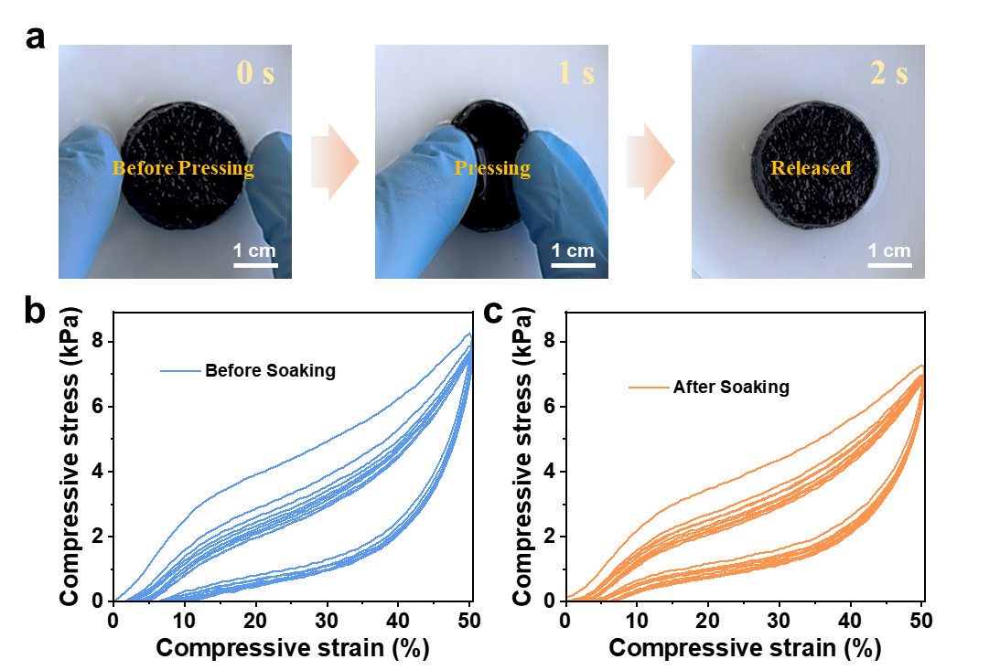 a
0 s
1 s
2 s
Before Pressing
Pressing
Released
1 cm
1 cm
1 cm
b
Compressive stress (kPa)
8
6
4
2
0
Before Soaking
0 10 20 30 40 50
Compressive strain (%)
c
Compressive stress (kPa)
8
6
4
2
0
After Soaking
0 10 20 30 40 50
Compressive strain (%)